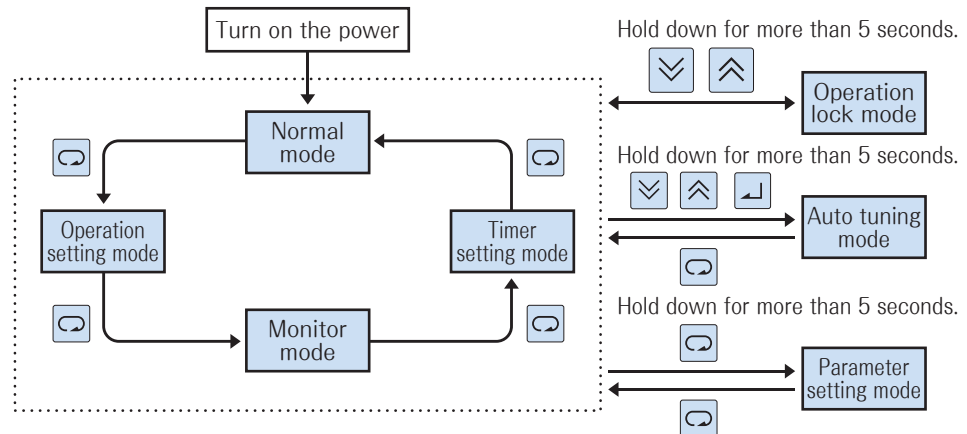 Turn on the power
Hold down for more than 5 seconds.
Normal
mode
Operation
lock mode
Hold down for more than 5 seconds.
Operation
setting mode
Timer
setting mode
Auto tuning
mode
Hold down for more than 5 seconds.
Monitor
mode
Parameter
setting mode